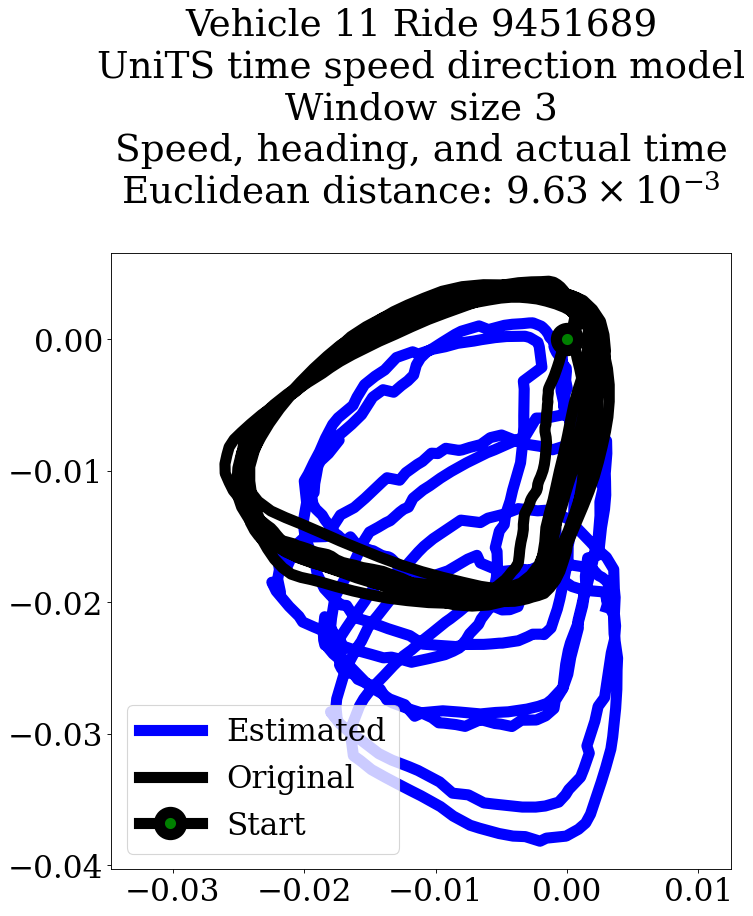 Vehicle 11 Ride 9451689
UniTS time speed direction model
Window size 3
Speed, heading, and actual time
Euclidean distance: 9.63 × 10⁻³
0.00
−0.01
−0.02
−0.03
−0.04
Estimated
Original
Start
−0.03 −0.02 −0.01 0.00 0.01